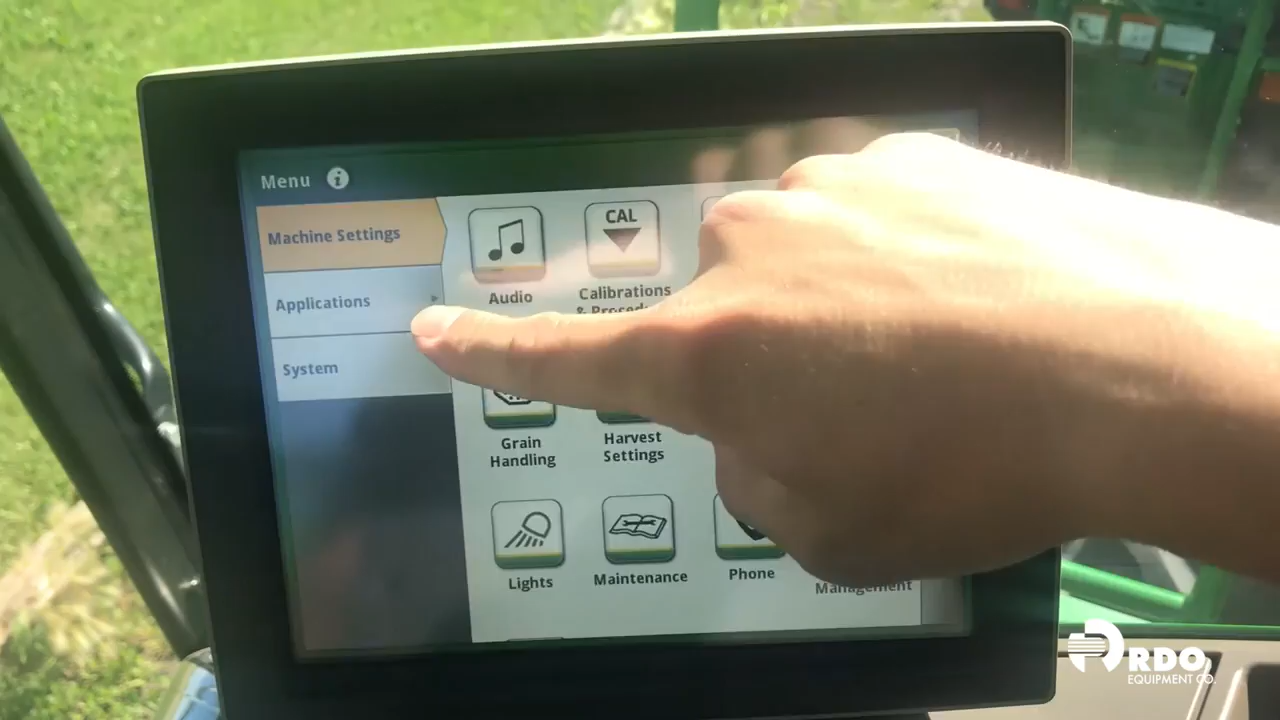 Menu
Machine Settings
Applications
System
CAL
Audio
Calibrations
Grain
Handling
Harvest
Settings
Lights
Maintenance
Phone
Management
RDO
EQUIPMENT CO.